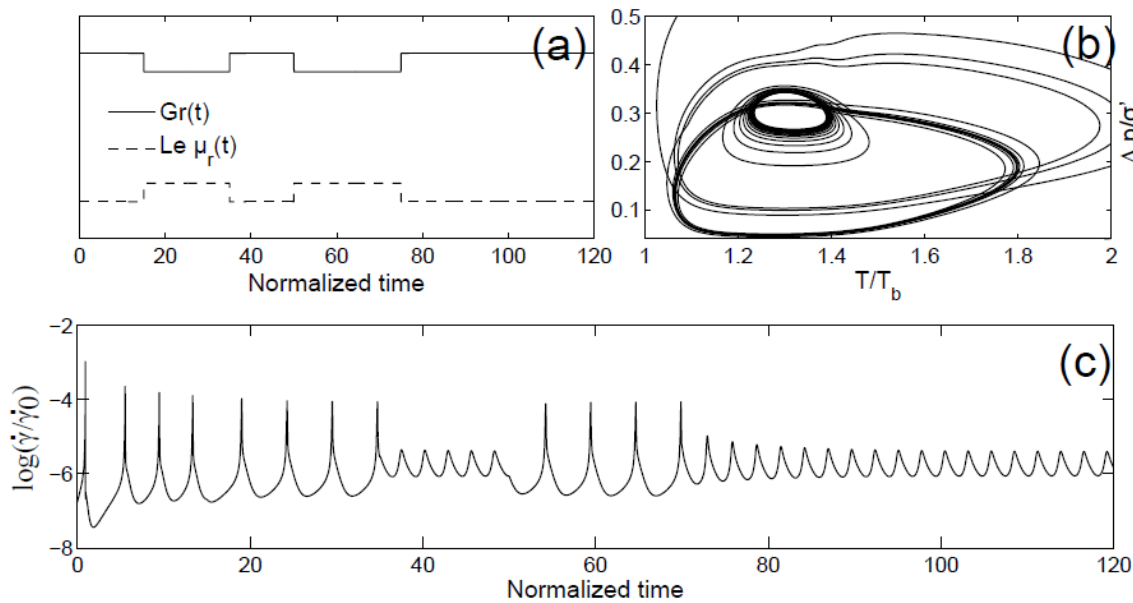 (a)
Gr(t)
Le μr(t)
0 20 40 60 80 100 120
Normalized time
(b)
0.5
0.4
0.3
0.2
0.1
1 1.2 1.4 1.6 1.8 2
T/Tb
Δ p/σ'
(c)
−2
−4
−6
−8
log(γ̇/γ̇0)
0 20 40 60 80 100 120
Normalized time